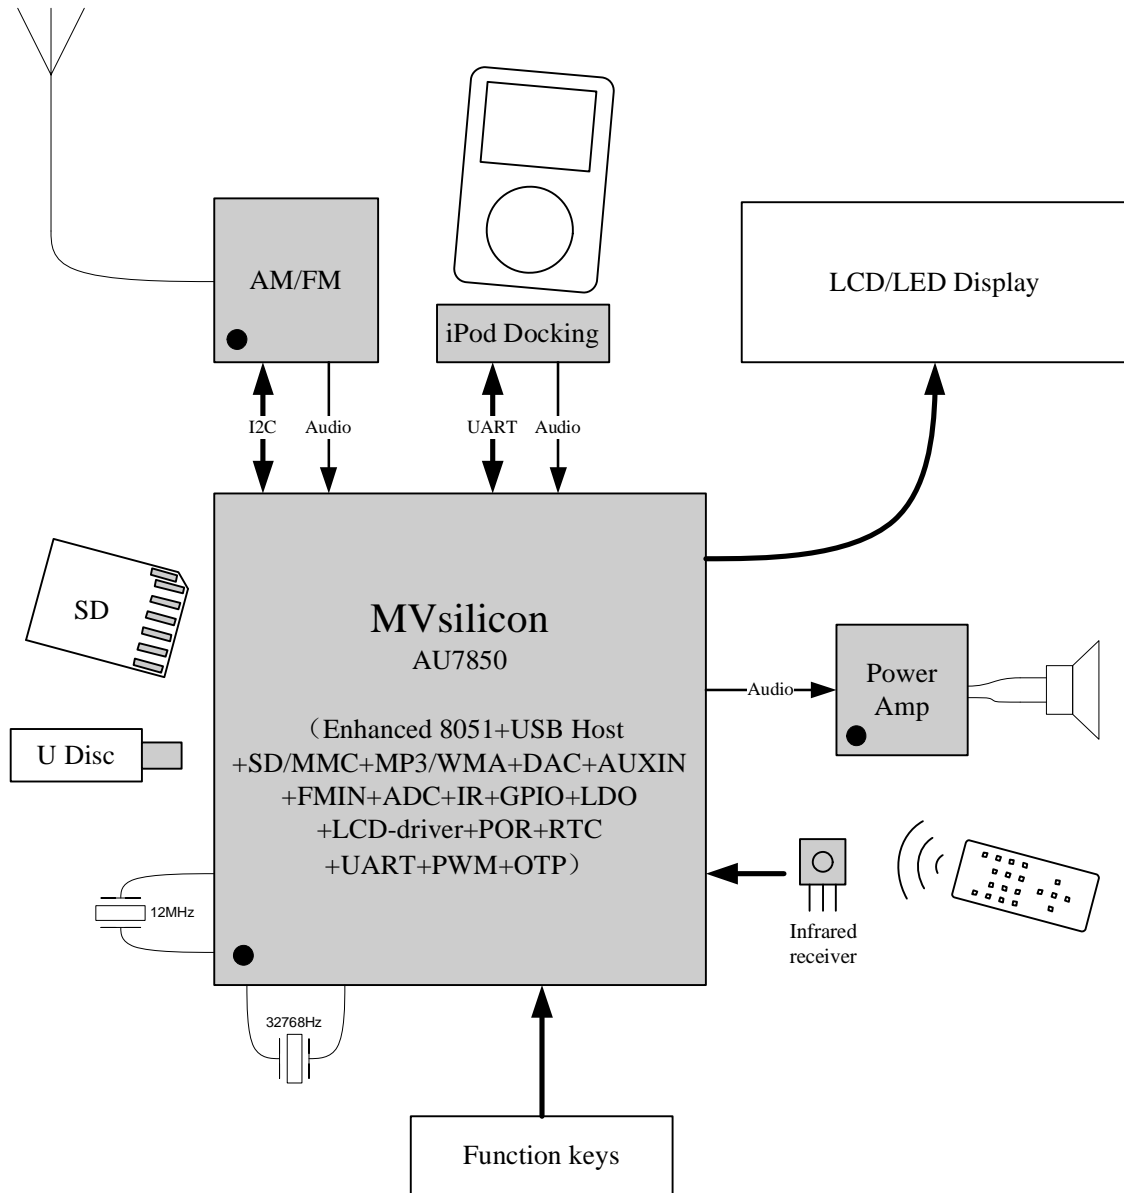 AM/FM
iPod Docking
LCD/LED Display
I2C
Audio
UART
Audio
SD
MVsilicon
AU7850
（Enhanced 8051+USB Host
+SD/MMC+MP3/WMA+DAC+AUXIN
+FMIN+ADC+IR+GPIO+LDO
+LCD-driver+POR+RTC
+UART+PWM+OTP）
Audio
Power
Amp
U Disc
12MHz
Infrared
receiver
32768Hz
Function keys